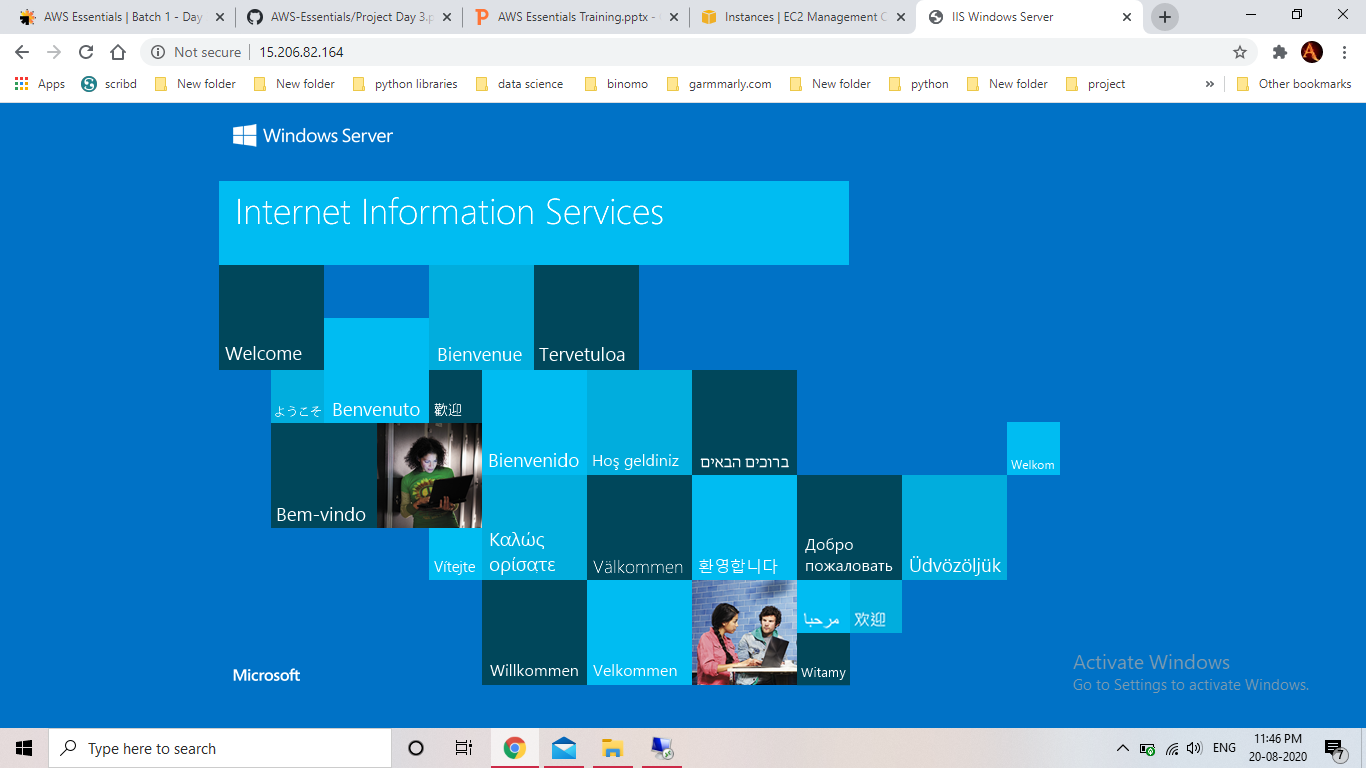 AWS Essentials | Batch 1 - Day
AWS-Essentials/Project Day 3.p
AWS Essentials Training.pptx -
Instances | EC2 Management C
IIS Windows Server
Not secure
15.206.82.164
Apps
scribd
New folder
New folder
python libraries
data science
binomo
garmmarly.com
New folder
python
New folder
project
»
Other bookmarks
Windows Server
Internet Information Services
Welcome
Bienvenue
Tervetuloa
ようこそ
Benvenuto
歡迎
Bienvenido
Hoş geldiniz
ברוכים הבאים
Welkom
Bem-vindo
Vítejte
Καλώς
ορίσατε
Välkommen
환영합니다
Добро
пожаловать
Üdvözöljük
Willkommen
Velkommen
مرحبا
欢迎
Witamy
Microsoft
Activate Windows
Go to Settings to activate Windows.
Type here to search
ENG
11:46 PM
20-08-2020
7